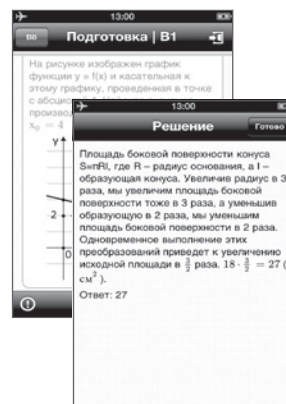 13:00
Подготовка | B1
На рисунке изображен график
функции y = f(x) и касательная к
этому графику, проведенная в точке
с абсцисс
производ
x₀ = 4
y
2
0
13:00
Решение
Готово
Площадь боковой поверхности конуса
S=πRl, где R – радиус основания, а l –
образующая конуса. Увеличив радиус в 3
раза, мы увеличим площадь боковой
поверхности тоже в 3 раза, а уменьшив
образующую в 2 раза, мы уменьшим
площадь боковой поверхности в 2 раза.
Одновременное выполнение этих
преобразований приведет к увеличению
исходной площади в 3/2 раза. 18 · 3/2 = 27 (
см² ).
Ответ: 27